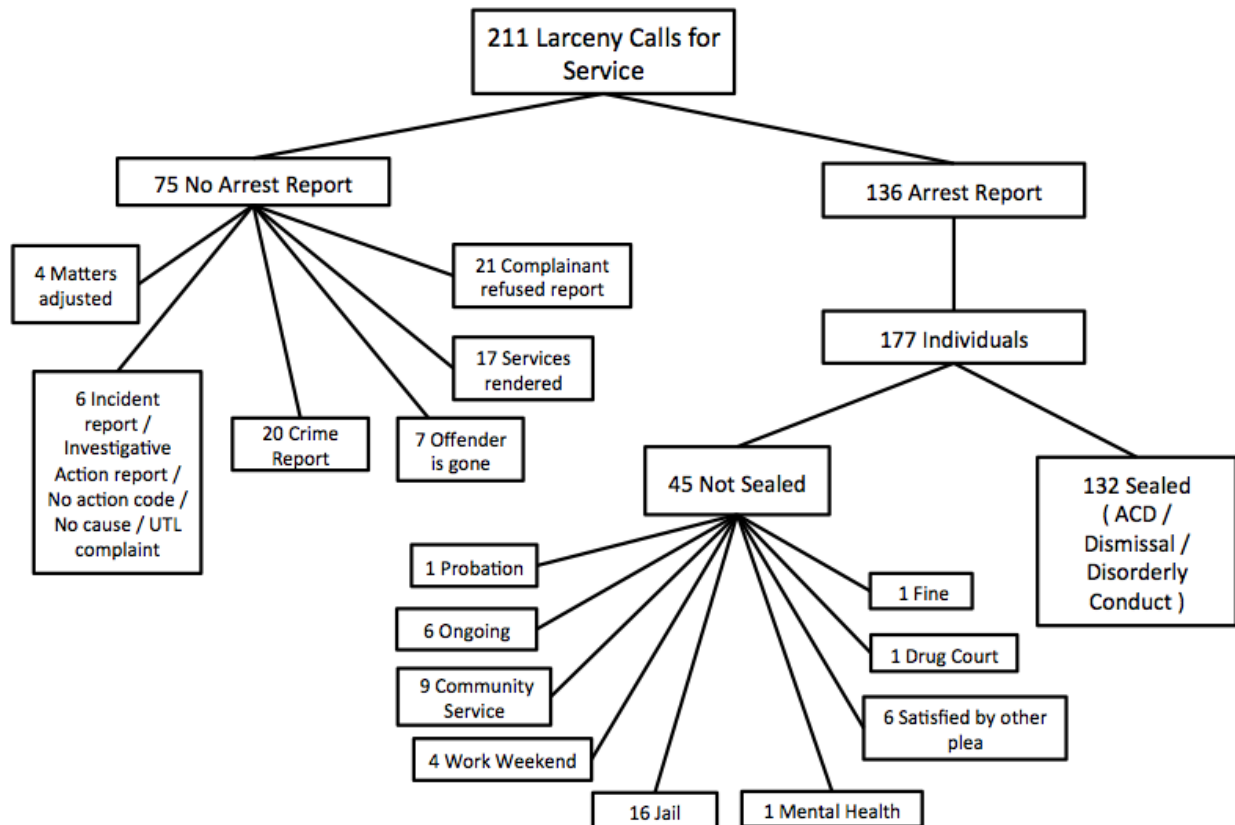 211 Larceny Calls for
Service
75 No Arrest Report
136 Arrest Report
4 Matters
adjusted
21 Complainant
refused report
17 Services
rendered
177 Individuals
6 Incident
report /
Investigative
Action report /
No action code /
No cause / UTL
complaint
20 Crime
Report
7 Offender
is gone
45 Not Sealed
132 Sealed
( ACD /
Dismissal /
Disorderly
Conduct )
1 Probation
6 Ongoing
9 Community
Service
4 Work Weekend
16 Jail
1 Mental Health
6 Satisfied by other
plea
1 Drug Court
1 Fine